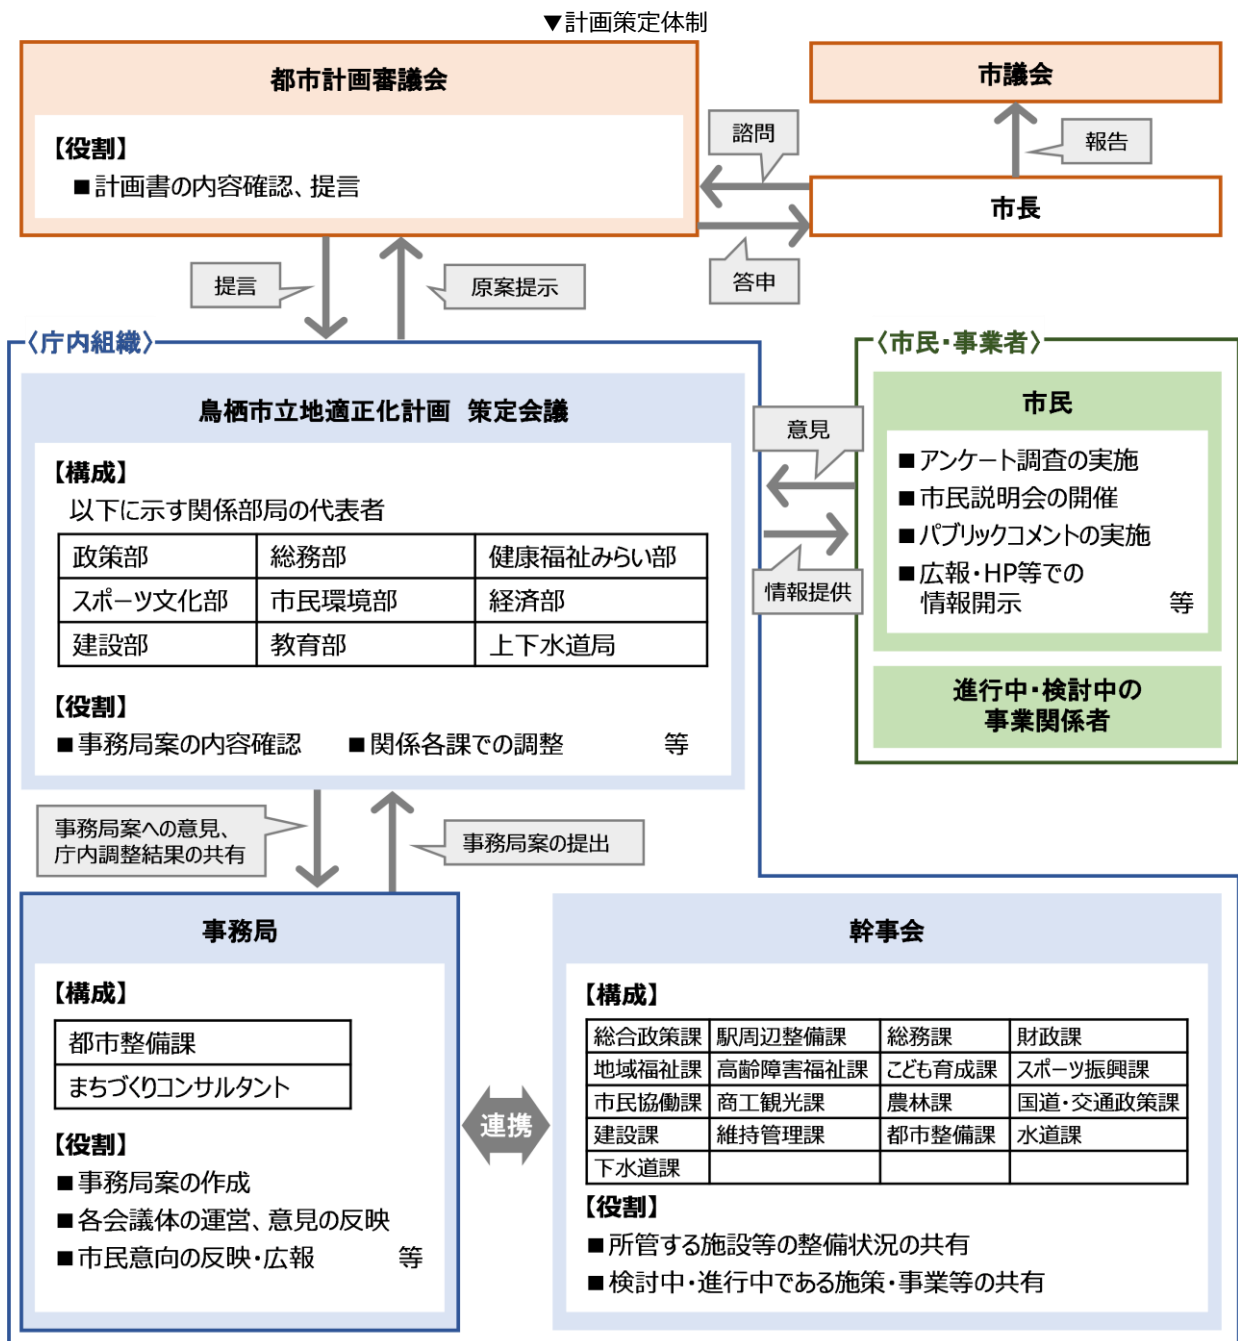 ▼計画策定体制
都市計画審議会
【役割】
■計画書の内容確認、提言
市議会
報告
市長
諮問
答申
提言
原案提示
〈庁内組織〉
鳥栖市立地適正化計画 策定会議
【構成】
以下に示す関係部局の代表者
政策部 総務部 健康福祉みらい部
スポーツ文化部 市民環境部 経済部
建設部 教育部 上下水道局
【役割】
■事務局案の内容確認 ■関係各課での調整 等
意見
情報提供
〈市民・事業者〉
市民
■アンケート調査の実施
■市民説明会の開催
■パブリックコメントの実施
■広報・HP等での
情報開示 等
進行中・検討中の
事業関係者
事務局案への意見、
庁内調整結果の共有
事務局案の提出
事務局
【構成】
都市整備課
まちづくりコンサルタント
【役割】
■事務局案の作成
■各会議体の運営、意見の反映
■市民意向の反映・広報 等
連携
幹事会
【構成】
総合政策課 駅周辺整備課 総務課 財政課
地域福祉課 高齢障害福祉課 こども育成課 スポーツ振興課
市民協働課 商工観光課 農林課 国道・交通政策課
建設課 維持管理課 都市整備課 水道課
下水道課
【役割】
■所管する施設等の整備状況の共有
■検討中・進行中である施策・事業等の共有